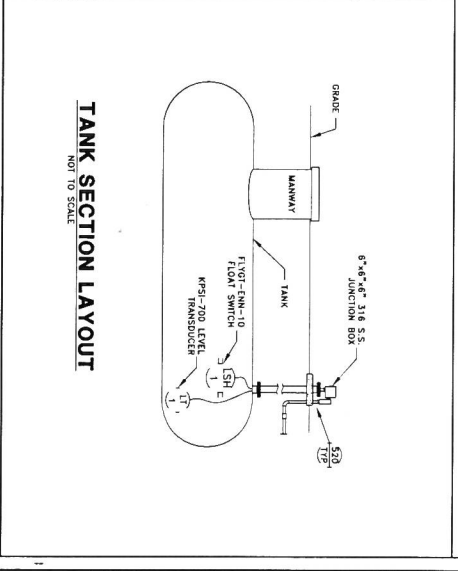 GRADE
MANWAY
TANK
6"x6"x6" 316 S.S.
JUNCTION BOX
520
TYP
FLYGT-ENN-10
FLOAT SWITCH
LSH
1
KPSI-700 LEVEL
TRANSDUCER
LT
1
TANK SECTION LAYOUT
NOT TO SCALE